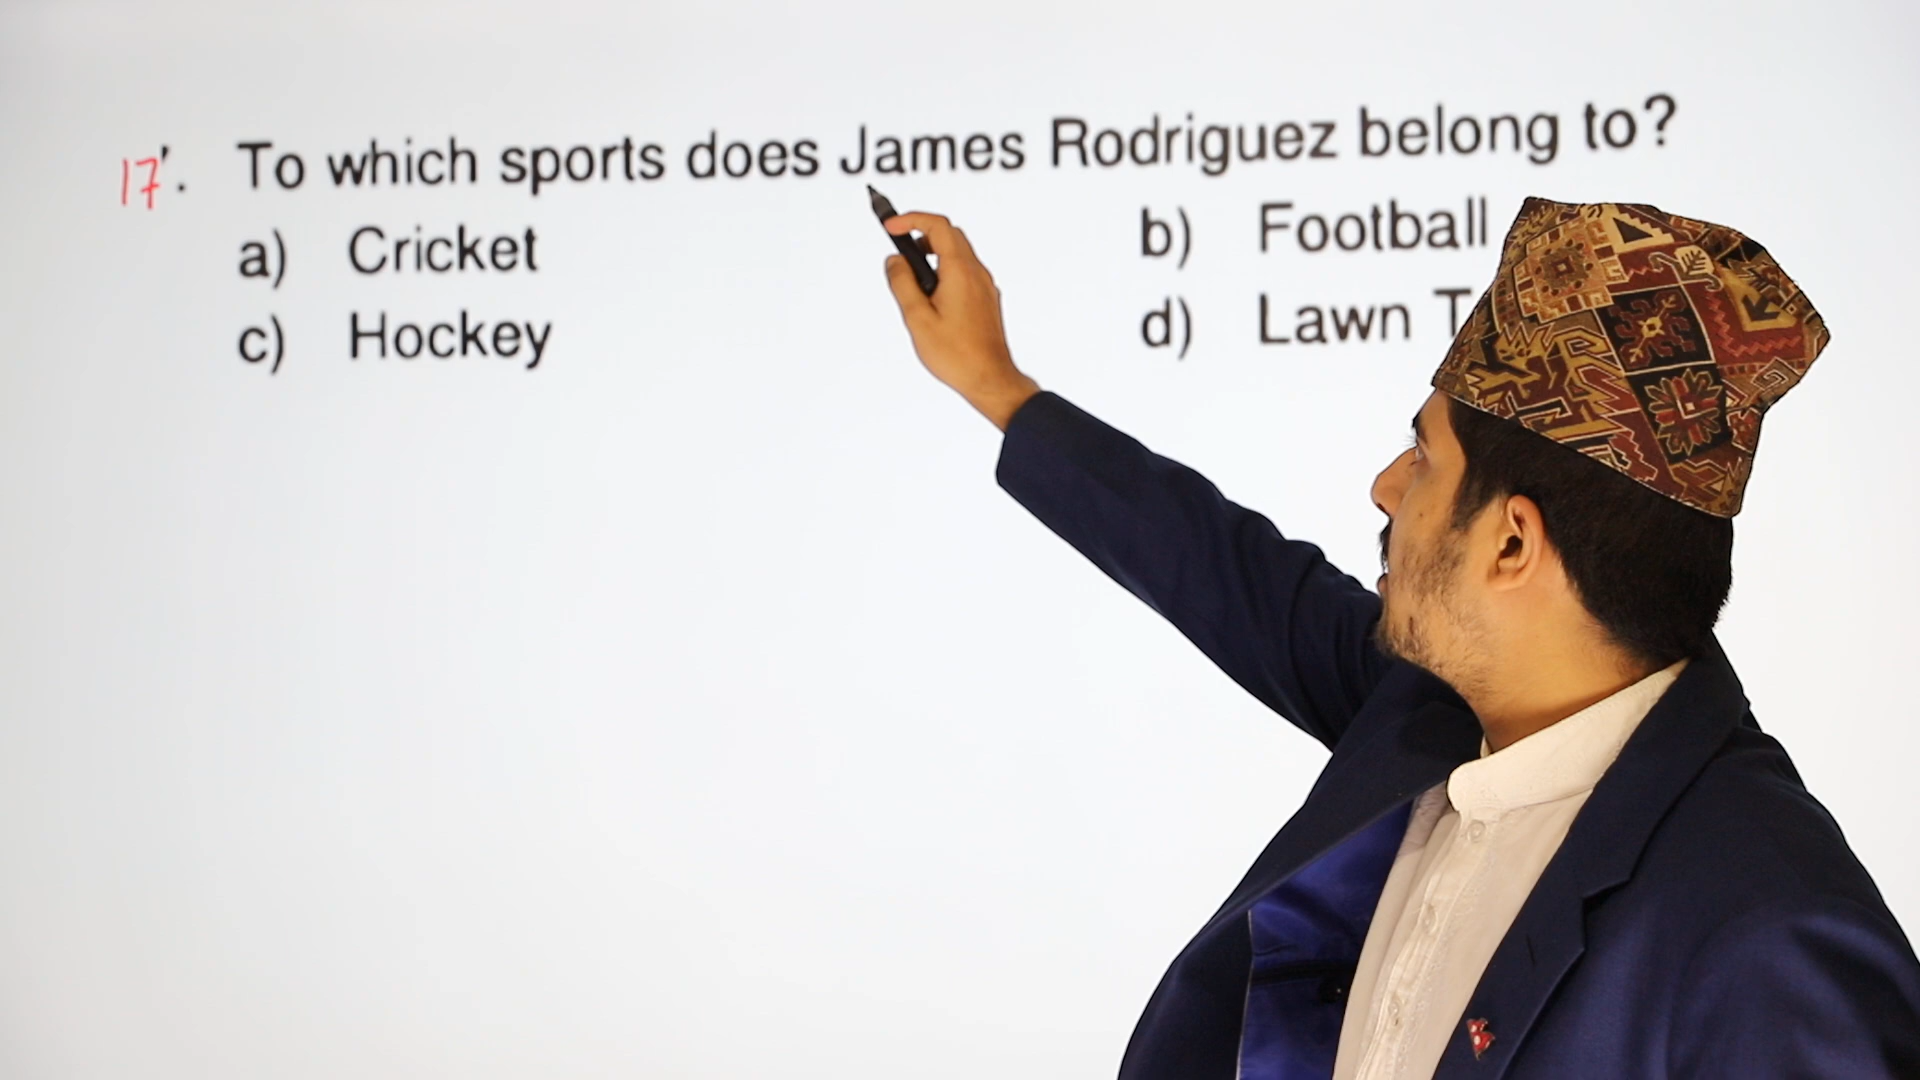 17. To which sports does James Rodriguez belong to?
a) Cricket b) Football
c) Hockey d) Lawn